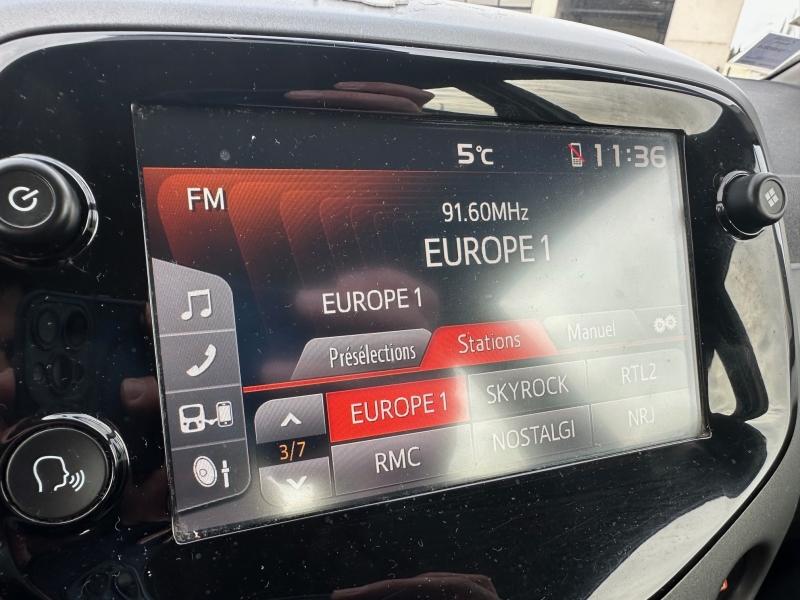 5°c
11:36
FM
91.60MHz
EUROPE 1
EUROPE 1
Présélections
Stations
Manuel
EUROPE 1
SKYROCK
RTL2
3/7
RMC
NOSTALGI
NRJ